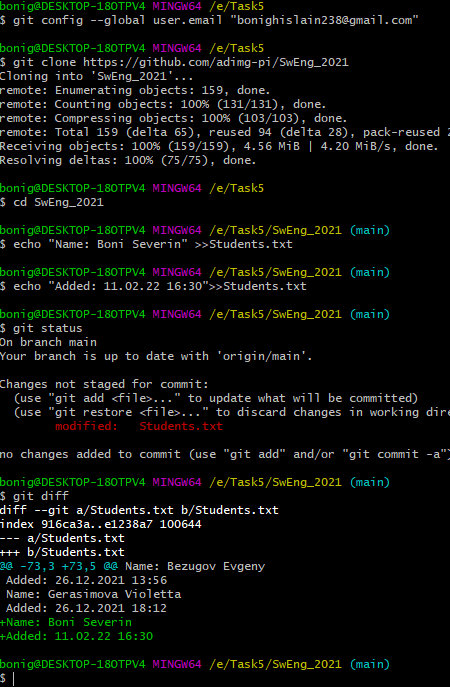 bonig@DESKTOP-18OTPV4 MINGW64 /e/Task5
$ git config --global user.email "bonighislain238@gmail.com"
bonig@DESKTOP-18OTPV4 MINGW64 /e/Task5
$ git clone https://github.com/adimg-pi/SwEng_2021
Cloning into 'SwEng_2021'...
remote: Enumerating objects: 159, done.
remote: Counting objects: 100% (131/131), done.
remote: Compressing objects: 100% (103/103), done.
remote: Total 159 (delta 65), reused 94 (delta 28), pack-reused 2
Receiving objects: 100% (159/159), 4.56 MiB | 4.20 MiB/s, done.
Resolving deltas: 100% (75/75), done.
bonig@DESKTOP-18OTPV4 MINGW64 /e/Task5
$ cd SwEng_2021
bonig@DESKTOP-18OTPV4 MINGW64 /e/Task5/SwEng_2021 (main)
$ echo "Name: Boni Severin" >>Students.txt
bonig@DESKTOP-18OTPV4 MINGW64 /e/Task5/SwEng_2021 (main)
$ echo "Added: 11.02.22 16:30">>Students.txt
bonig@DESKTOP-18OTPV4 MINGW64 /e/Task5/SwEng_2021 (main)
$ git status
On branch main
Your branch is up to date with 'origin/main'.
Changes not staged for commit:
  (use "git add <file>..." to update what will be committed)
  (use "git restore <file>..." to discard changes in working dire
        modified:   Students.txt
no changes added to commit (use "git add" and/or "git commit -a")
bonig@DESKTOP-18OTPV4 MINGW64 /e/Task5/SwEng_2021 (main)
$ git diff
diff --git a/Students.txt b/Students.txt
index 916ca3a..e1238a7 100644
--- a/Students.txt
+++ b/Students.txt
@@ -73,3 +73,5 @@ Name: Bezugov Evgeny
 Added: 26.12.2021 13:56
 Name: Gerasimova Violetta
 Added: 26.12.2021 18:12
+Name: Boni Severin
+Added: 11.02.22 16:30
bonig@DESKTOP-18OTPV4 MINGW64 /e/Task5/SwEng_2021 (main)
$